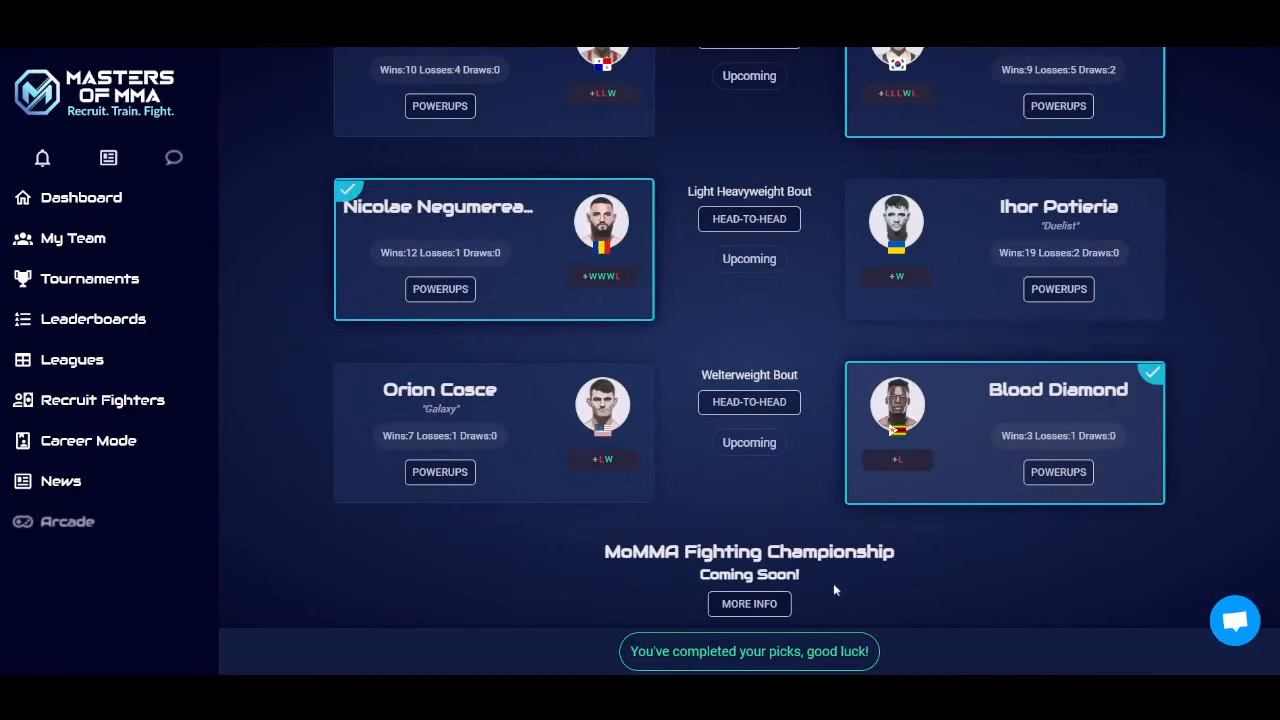 MASTERS
OF MMA
Recruit. Train. Fight.
Dashboard
My Team
Tournaments
Leaderboards
Leagues
Recruit Fighters
Career Mode
News
Arcade
Wins:10 Losses:4 Draws:0
+LLW
POWERUPS
Upcoming
Wins:9 Losses:5 Draws:2
+LLLWL
POWERUPS
Nicolae Negumerea...
Wins:12 Losses:1 Draws:0
+WWWL
POWERUPS
Light Heavyweight Bout
HEAD-TO-HEAD
Upcoming
Ihor Potieria
"Duelist"
Wins:19 Losses:2 Draws:0
+W
POWERUPS
Orion Cosce
"Galaxy"
Wins:7 Losses:1 Draws:0
+LW
POWERUPS
Welterweight Bout
HEAD-TO-HEAD
Upcoming
Blood Diamond
Wins:3 Losses:1 Draws:0
+L
POWERUPS
MoMMA Fighting Championship
Coming Soon!
MORE INFO
You've completed your picks, good luck!